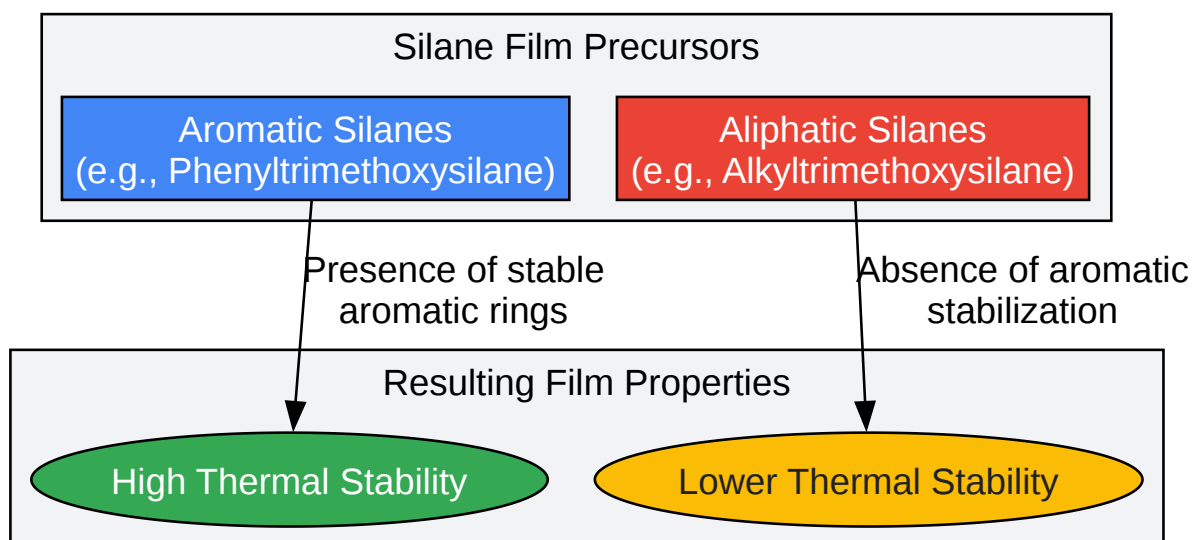 Silane Film Precursors
Aromatic Silanes
(e.g., Phenyltrimethoxysilane)
Aliphatic Silanes
(e.g., Alkyltrimethoxysilane)
Presence of stable
aromatic rings
Absence of aromatic
stabilization
Resulting Film Properties
High Thermal Stability
Lower Thermal Stability